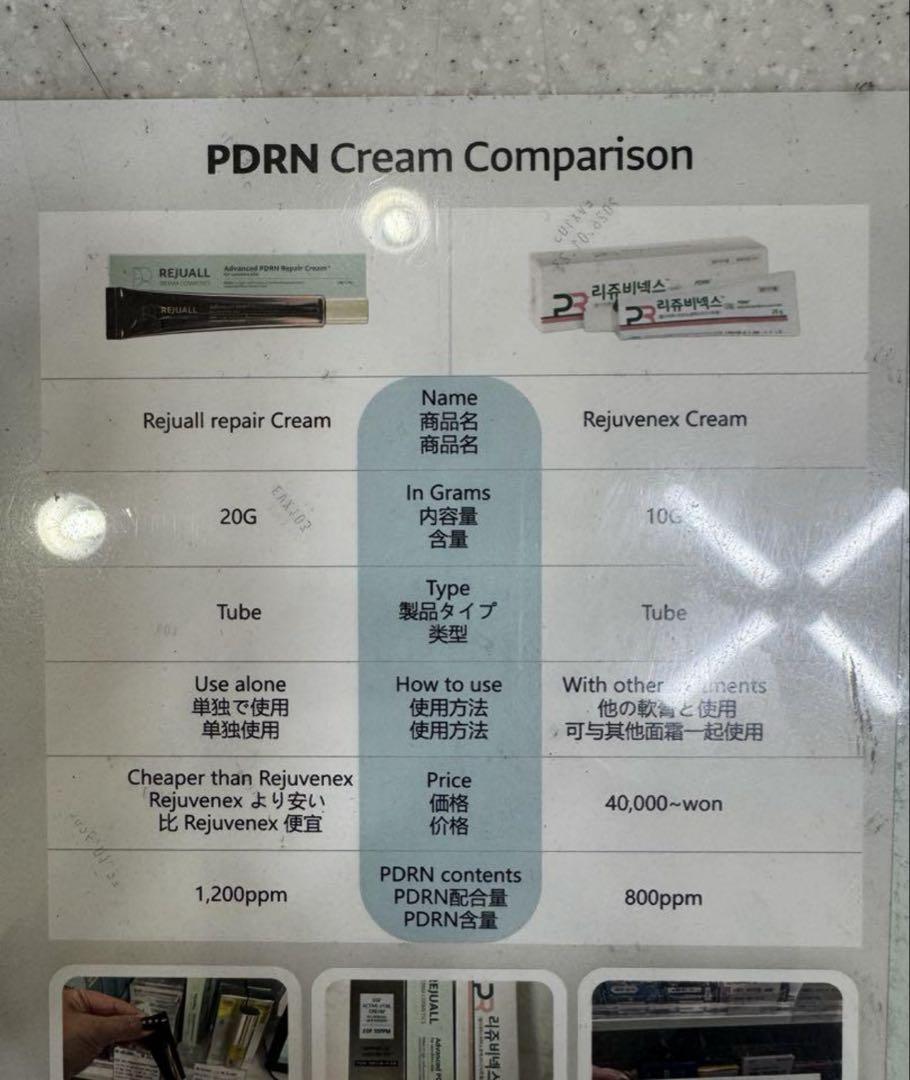 PDRN Cream Comparison
REJUALL
DERMA COSMETICS
Advanced PDRN Repair Cream
REJUALL
PR 리쥬비넥스
PR 리쥬비넥스
Rejuall repair Cream
Name
商品名
商品名
Rejuvenex Cream
20G
In Grams
内容量
含量
10G
Tube
Type
製品タイプ
类型
Tube
Use alone
単独で使用
单独使用
How to use
使用方法
使用方法
With other
他の軟膏と使用
可与其他面霜一起使用
Cheaper than Rejuvenex
Rejuvenex より安い
比 Rejuvenex 便宜
Price
価格
价格
40,000~won
1,200ppm
PDRN contents
PDRN配合量
PDRN含量
800ppm
REJUALL
Advanced
PR 리쥬비넥스